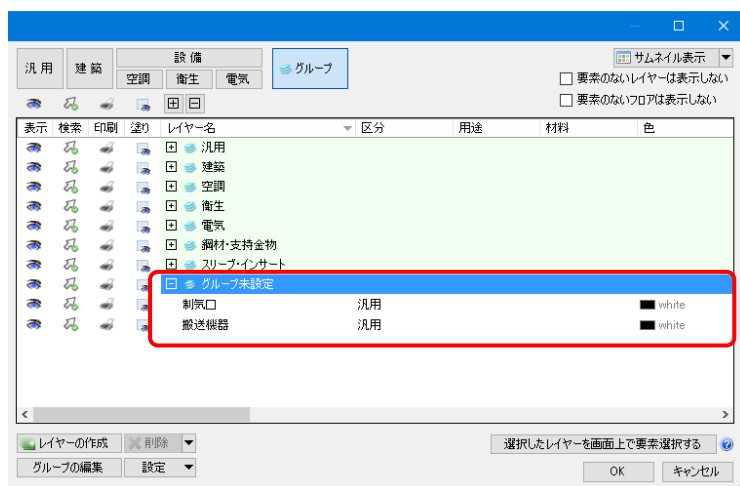 汎用 建築 設備 グループ サムネイル表示
空調 衛生 電気 要素のないレイヤーは表示しない
要素のないフロアは表示しない
表示 検索 印刷 塗り レイヤー名 区分 用途 材料 色
汎用
建築
空調
衛生
電気
鋼材・支持金物
スリーブ・インサート
グループ未設定
制気口 汎用 white
搬送機器 汎用 white
レイヤーの作成 削除 選択したレイヤーを画面上で要素選択する
グループの編集 設定 OK キャンセル